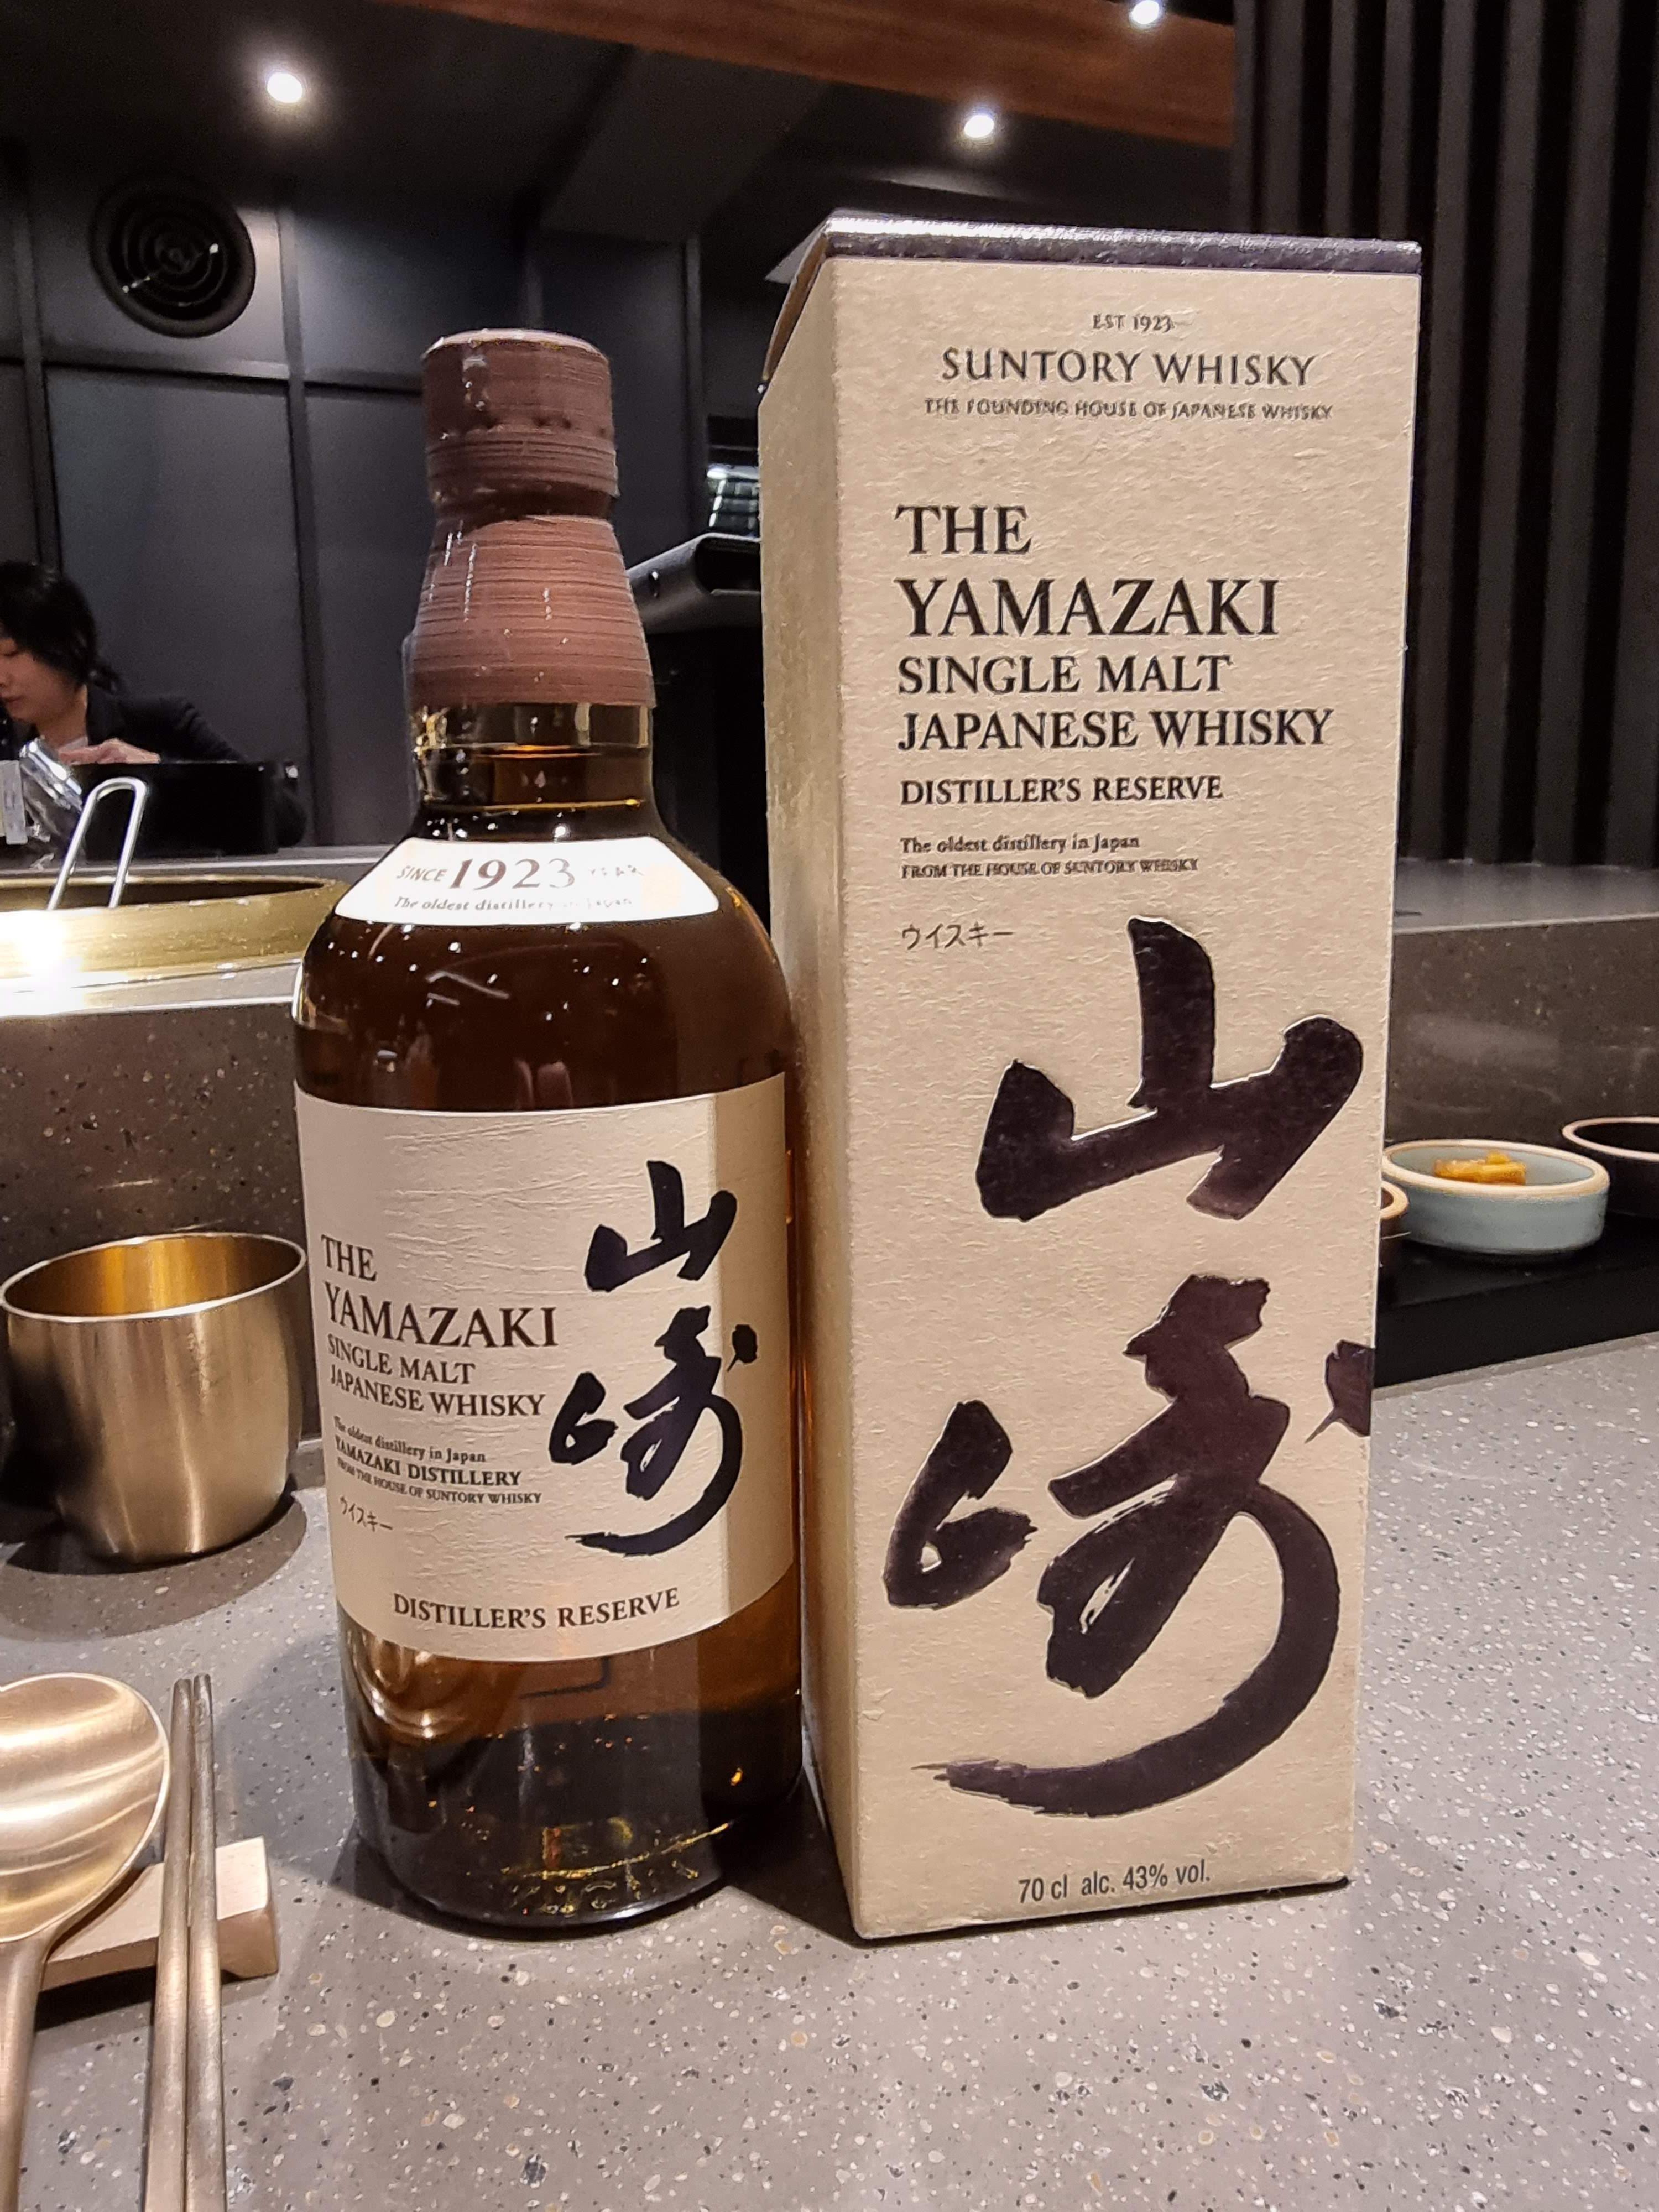 SINCE 1923
The oldest distillery in Japan
THE
YAMAZAKI
SINGLE MALT
JAPANESE WHISKY
The oldest distillery in Japan
YAMAZAKI DISTILLERY
FROM THE HOUSE OF SUNTORY WHISKY
ウイスキー
山崎
DISTILLER'S RESERVE
EST 1923
SUNTORY WHISKY
THE FOUNDING HOUSE OF JAPANESE WHISKY
THE
YAMAZAKI
SINGLE MALT
JAPANESE WHISKY
DISTILLER'S RESERVE
The oldest distillery in Japan
FROM THE HOUSE OF SUNTORY WHISKY
ウイスキー
山
崎
70 cl alc. 43% vol.